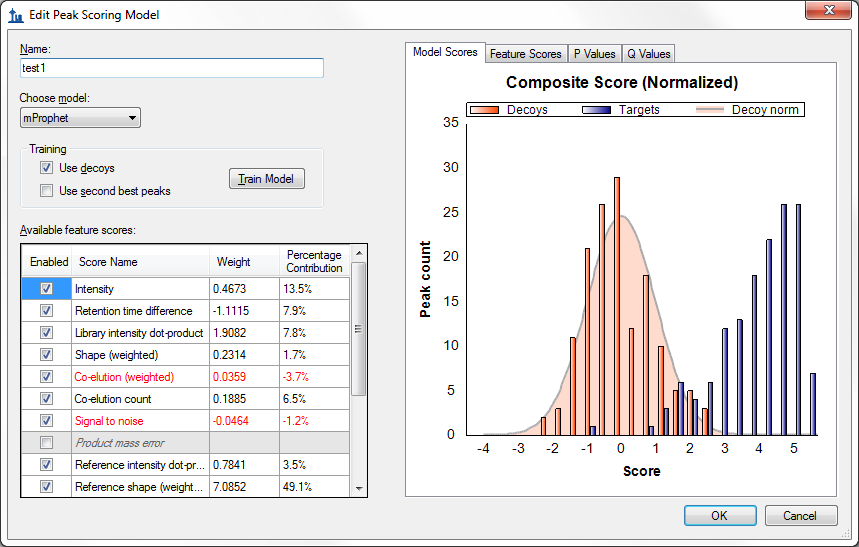 Edit Peak Scoring Model
Name:
test1
Choose model:
mProphet
Training
Use decoys
Use second best peaks
Train Model
Available feature scores:
Enabled Score Name Weight Percentage Contribution
Intensity 0.4673 13.5%
Retention time difference -1.1115 7.9%
Library intensity dot-product 1.9082 7.8%
Shape (weighted) 0.2314 1.7%
Co-elution (weighted) 0.0359 -3.7%
Co-elution count 0.1885 6.5%
Signal to noise -0.0464 -1.2%
Product mass error
Reference intensity dot-pr... 0.7841 3.5%
Reference shape (weight... 7.0852 49.1%
Model Scores Feature Scores P Values Q Values
Composite Score (Normalized)
Decoys Targets Decoy norm
35
30
25
20
15
10
5
0
Peak count
-4 -3 -2 -1 0 1 2 3 4 5
Score
OK Cancel